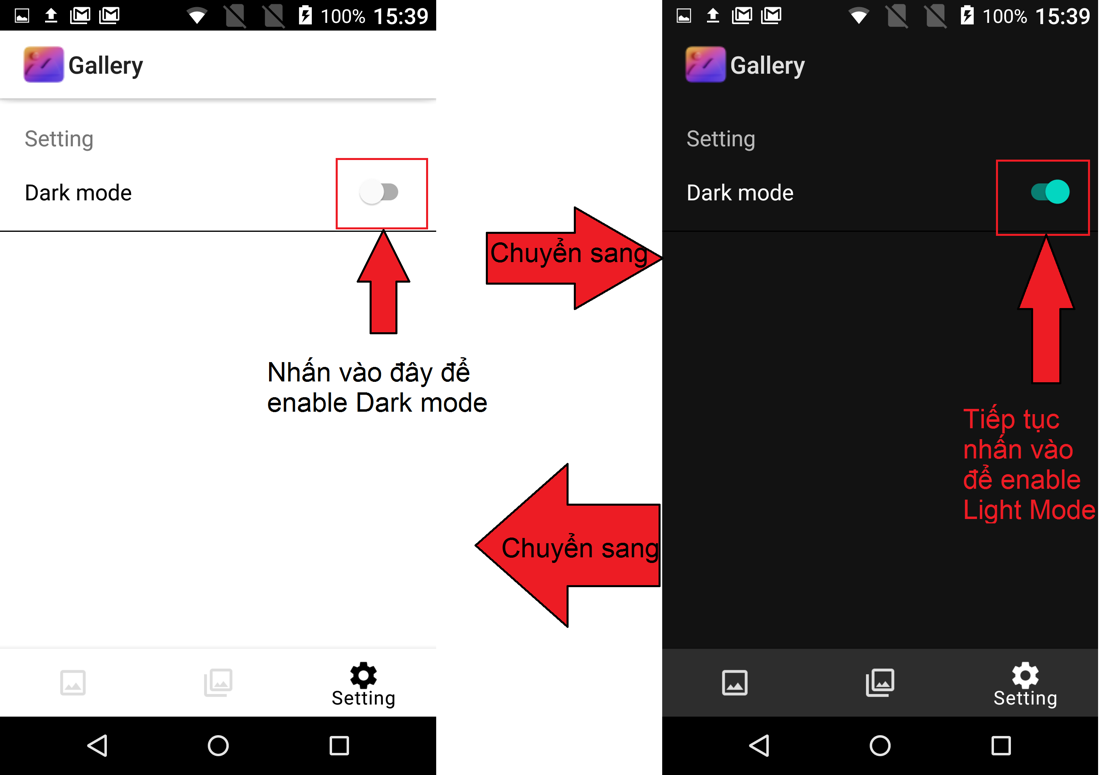 100% 15:39
Gallery
Setting
Dark mode
Nhấn vào đây để
enable Dark mode
Setting
Chuyển sang
Chuyển sang
100% 15:39
Gallery
Setting
Dark mode
Tiếp tục
nhấn vào
để enable
Light Mode
Setting